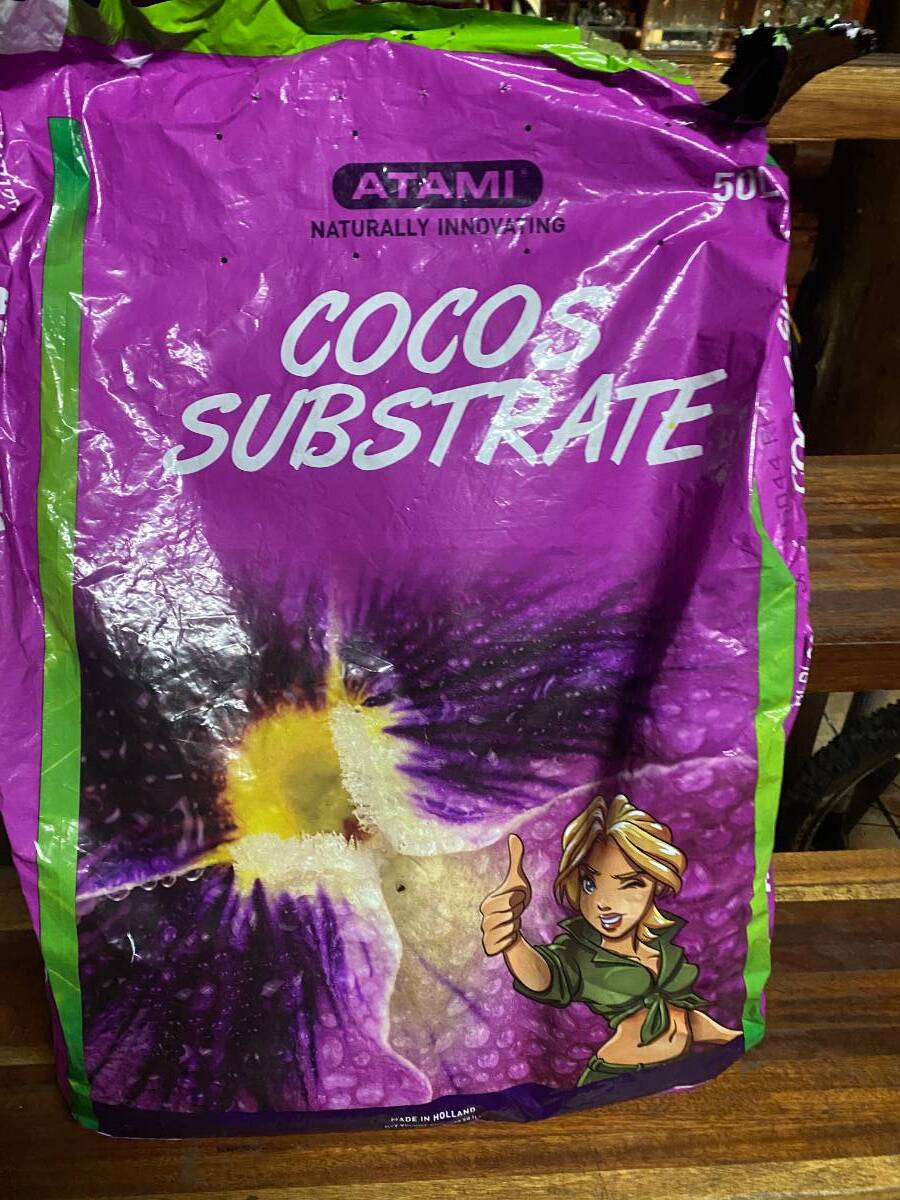 ATAMI
NATURALLY INNOVATING
50L
COCOS
SUBSTRATE
MADE IN HOLLAND